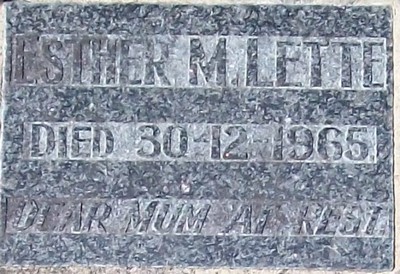 ESTHER M. LETTE
DIED 30-12-1965
DEAR MUM AT REST